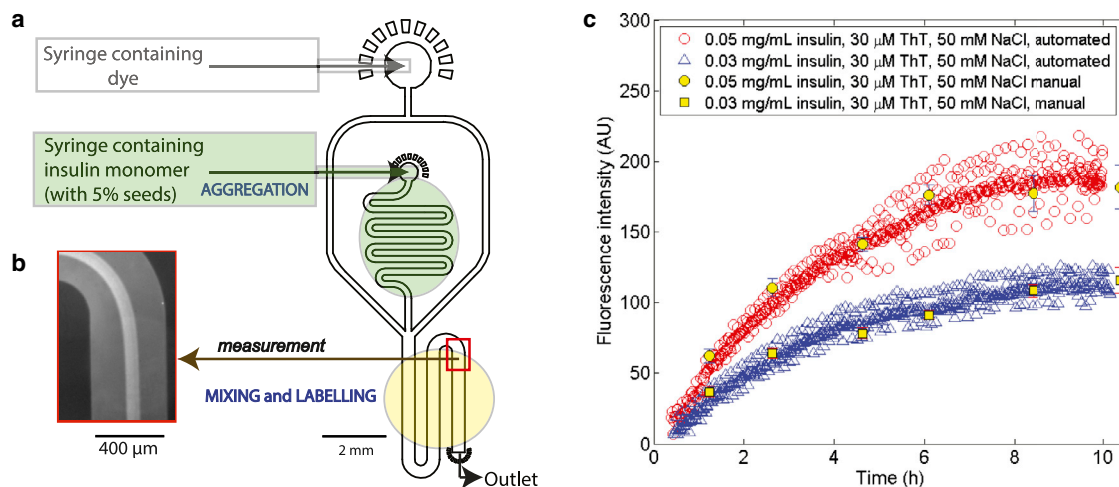 a
Syringe containing
dye
Syringe containing
insulin monomer
(with 5% seeds)
AGGREGATION
b
measurement
MIXING and LABELLING
400 µm
2 mm
Outlet
c
300
250
200
150
100
50
0
Fluorescence intensity (AU)
0.05 mg/mL insulin, 30 µM ThT, 50 mM NaCl, automated
0.03 mg/mL insulin, 30 µM ThT, 50 mM NaCl, automated
0.05 mg/mL insulin, 30 µM ThT, 50 mM NaCl manual
0.03 mg/mL insulin, 30 µM ThT, 50 mM NaCl, manual
0 2 4 6 8 10
Time (h)